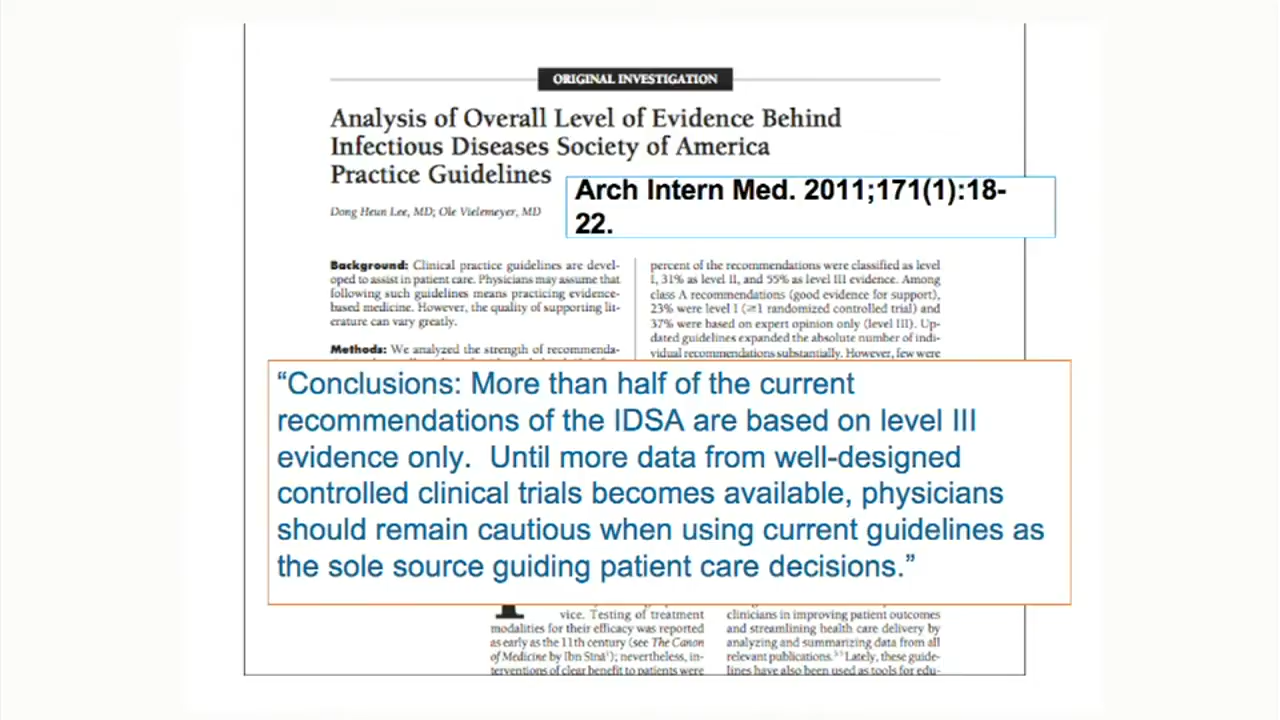 ORIGINAL INVESTIGATION
Analysis of Overall Level of Evidence Behind
Infectious Diseases Society of America
Practice Guidelines
Arch Intern Med. 2011;171(1):18-
22.
Dong Heun Lee, MD; Ole Vielemeyer, MD
Background: Clinical practice guidelines are devel-
oped to assist in patient care. Physicians may assume that
following such guidelines means practicing evidence-
based medicine. However, the quality of supporting lit-
erature can vary greatly.
Methods: We analyzed the strength of recommenda-
percent of the recommendations were classified as level
I, 31% as level II, and 55% as level III evidence. Among
class A recommendations (good evidence for support),
23% were level I (≥1 randomized controlled trial) and
37% were based on expert opinion only (level III). Up-
dated guidelines expanded the absolute number of indi-
vidual recommendations substantially. However, few were
“Conclusions: More than half of the current
recommendations of the IDSA are based on level III
evidence only. Until more data from well-designed
controlled clinical trials becomes available, physicians
should remain cautious when using current guidelines as
the sole source guiding patient care decisions.”
vice. Testing of treatment
modalities for their efficacy was reported
as early as the 11th century (see The Canon
of Medicine by Ibn Sina¹); nevertheless, in-
terventions of clear benefit to patients were
clinicians in improving patient outcomes
and streamlining health care delivery by
analyzing and summarizing data from all
relevant publications. Lately, these guide-
lines have also been used as tools for edu-